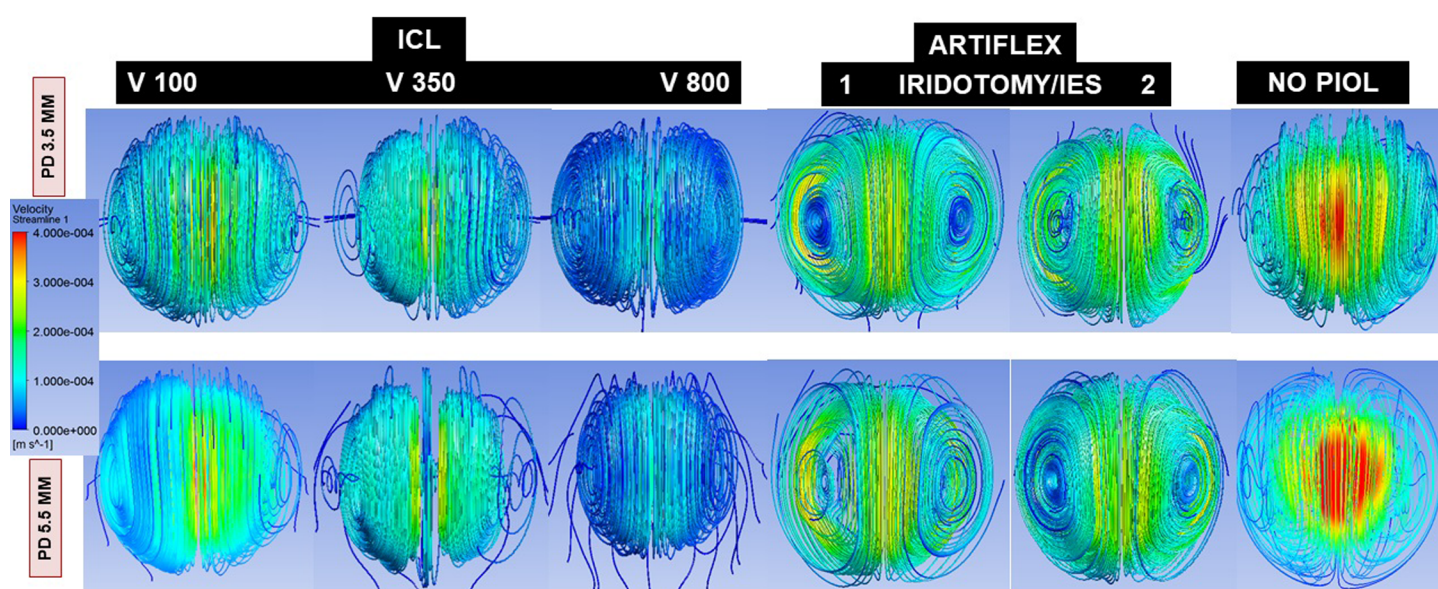 ICL
ARTIFLEX
V 100 V 350 V 800
1 IRIDOTOMY/IES 2
NO PIOL
PD 3.5 MM
Velocity
Streamline 1
4.000e-004
3.000e-004
2.000e-004
1.000e-004
0.000e+000
[m s^-1]
PD 5.5 MM